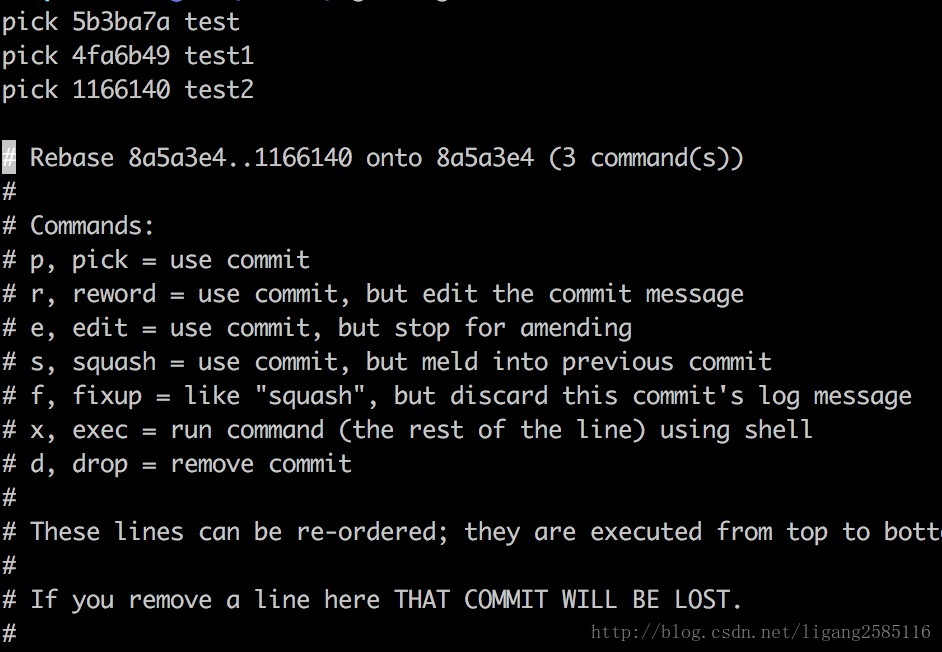 pick 5b3ba7a test
pick 4fa6b49 test1
pick 1166140 test2
# Rebase 8a5a3e4..1166140 onto 8a5a3e4 (3 command(s))
#
# Commands:
# p, pick = use commit
# r, reword = use commit, but edit the commit message
# e, edit = use commit, but stop for amending
# s, squash = use commit, but meld into previous commit
# f, fixup = like "squash", but discard this commit's log message
# x, exec = run command (the rest of the line) using shell
# d, drop = remove commit
#
# These lines can be re-ordered; they are executed from top to bott
#
# If you remove a line here THAT COMMIT WILL BE LOST.
#
http://blog.csdn.net/ligang2585116